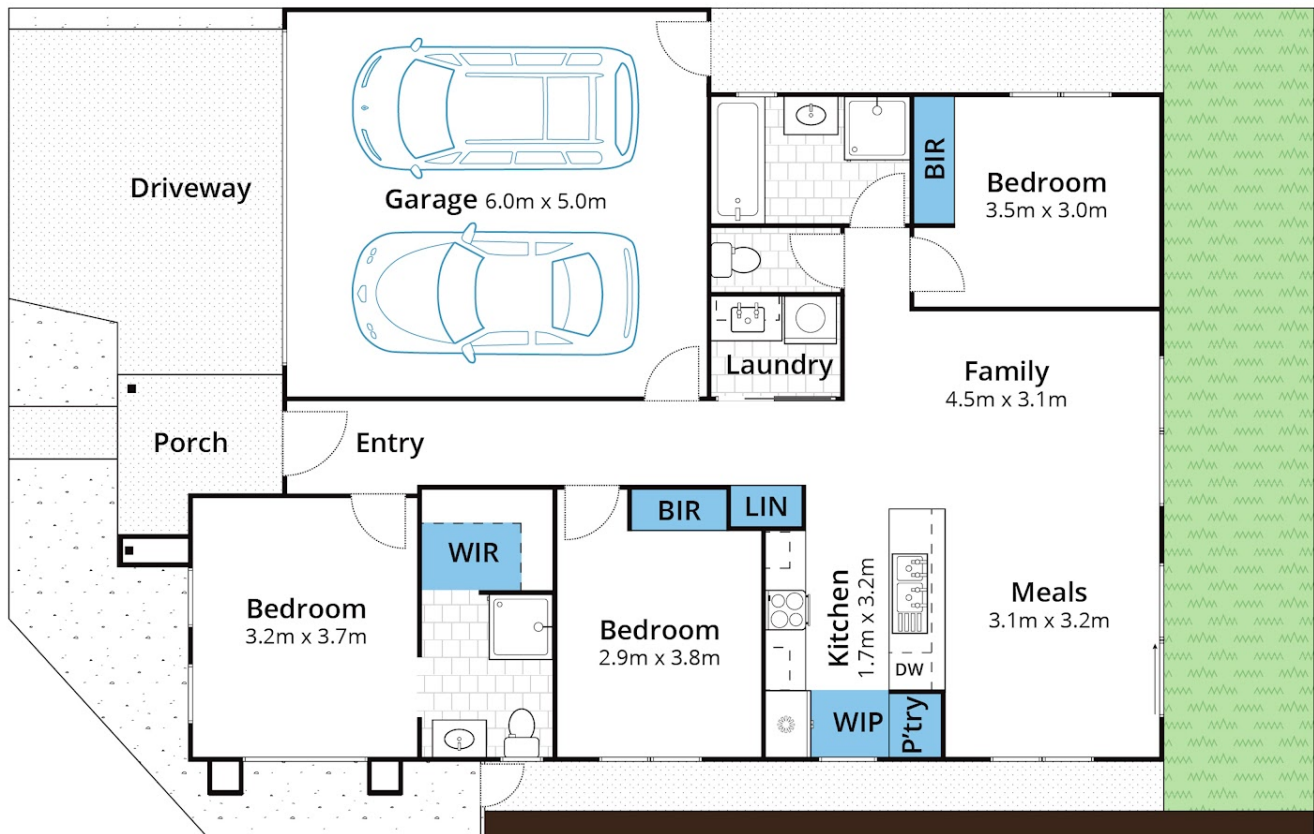 Driveway
Garage 6.0m x 5.0m
BIR
Bedroom
3.5m x 3.0m
Laundry
Family
4.5m x 3.1m
Porch
Entry
WIR
BIR
LIN
Bedroom
3.2m x 3.7m
Bedroom
2.9m x 3.8m
Kitchen
1.7m x 3.2m
Meals
3.1m x 3.2m
DW
WIP
P'try